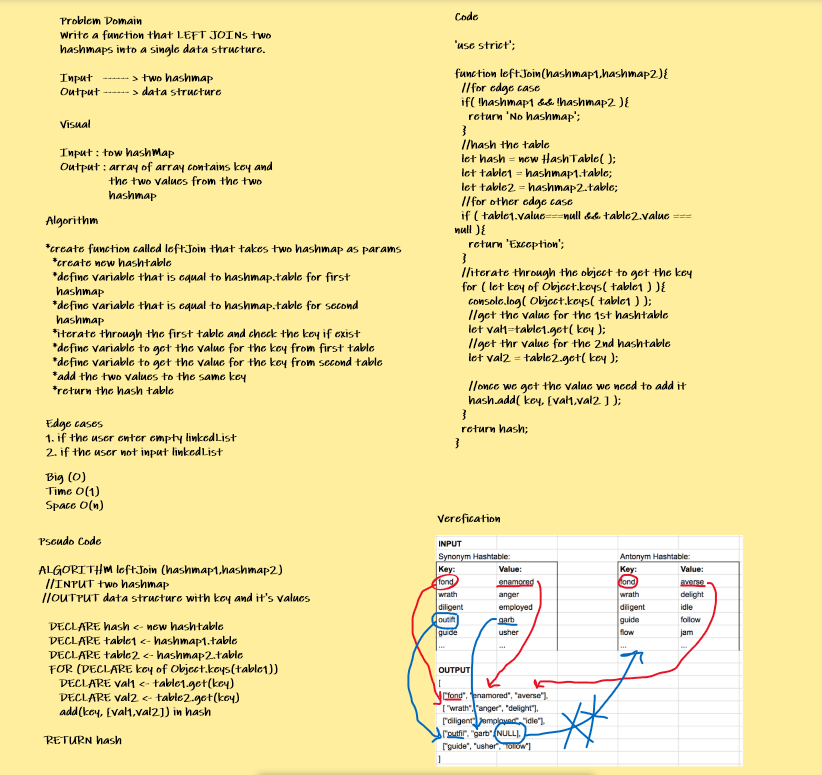 Problem Domain
Write a function that LEFT JOINs two
hashmaps into a single data structure.
Input -----> two hashmap
Output -----> data structure
Visual
Input : tow hashMap
Output : array of array contains key and
the two values from the two
hashmap
Algorithm
*create function called leftJoin that takes two hashmap as params
*create new hashtable
*define variable that is equal to hashmap.table for first
hashmap
*define variable that is equal to hashmap.table for second
hashmap
*iterate through the first table and check the key if exist
*define variable to get the value for the key from first table
*define variable to get the value for the key from second table
*add the two values to the same key
*return the hash table
Edge cases
1. if the user enter empty linkedList
2. if the user not input linkedList
Big (O)
Time O(1)
Space O(n)
Pseudo Code
ALGORITHM leftJoin (hashmap1,hashmap2)
//INPUT two hashmap
//OUTPUT data structure with key and it's values
DECLARE hash <- new hashtable
DECLARE table1 <- hashmap1.table
DECLARE table2 <- hashmap2.table
FOR (DECLARE key of Object.keys(table1))
DECLARE val1 <- table1.get(key)
DECLARE val2 <- table2.get(key)
add(key, [val1,val2]) in hash
RETURN hash
Code
'use strict';
function leftJoin(hashmap1,hashmap2){
//for edge case
if( !hashmap1 && !hashmap2 ){
return 'No hashmap';
}
//hash the table
let hash = new HashTable( );
let table1 = hashmap1.table;
let table2 = hashmap2.table;
//for other edge case
if ( table1.value===null && table2.value ===
null ){
return 'Exception';
}
//iterate through the object to get the key
for ( let key of Object.keys( table1 ) ){
console.log( Object.keys( table1 ) );
//get the value for the 1st hashtable
let val1=table1.get( key );
//get thr value for the 2nd hashtable
let val2 = table2.get( key );
//once we get the value we need to add it
hash.add( key, [val1,val2 ] );
}
return hash;
}
Verefication
INPUT
Synonym Hashtable: Antonym Hashtable:
Key: Value: Key: Value:
fond enamored fond averse
wrath anger wrath delight
diligent employed diligent idle
outfit garb guide follow
guide usher flow jam
... ... ... ...
OUTPUT
[
["fond", "enamored", "averse"],
["wrath", "anger", "delight"],
["diligent", "employed", "idle"],
["outfit", "garb", NULL],
["guide", "usher", "follow"]
]